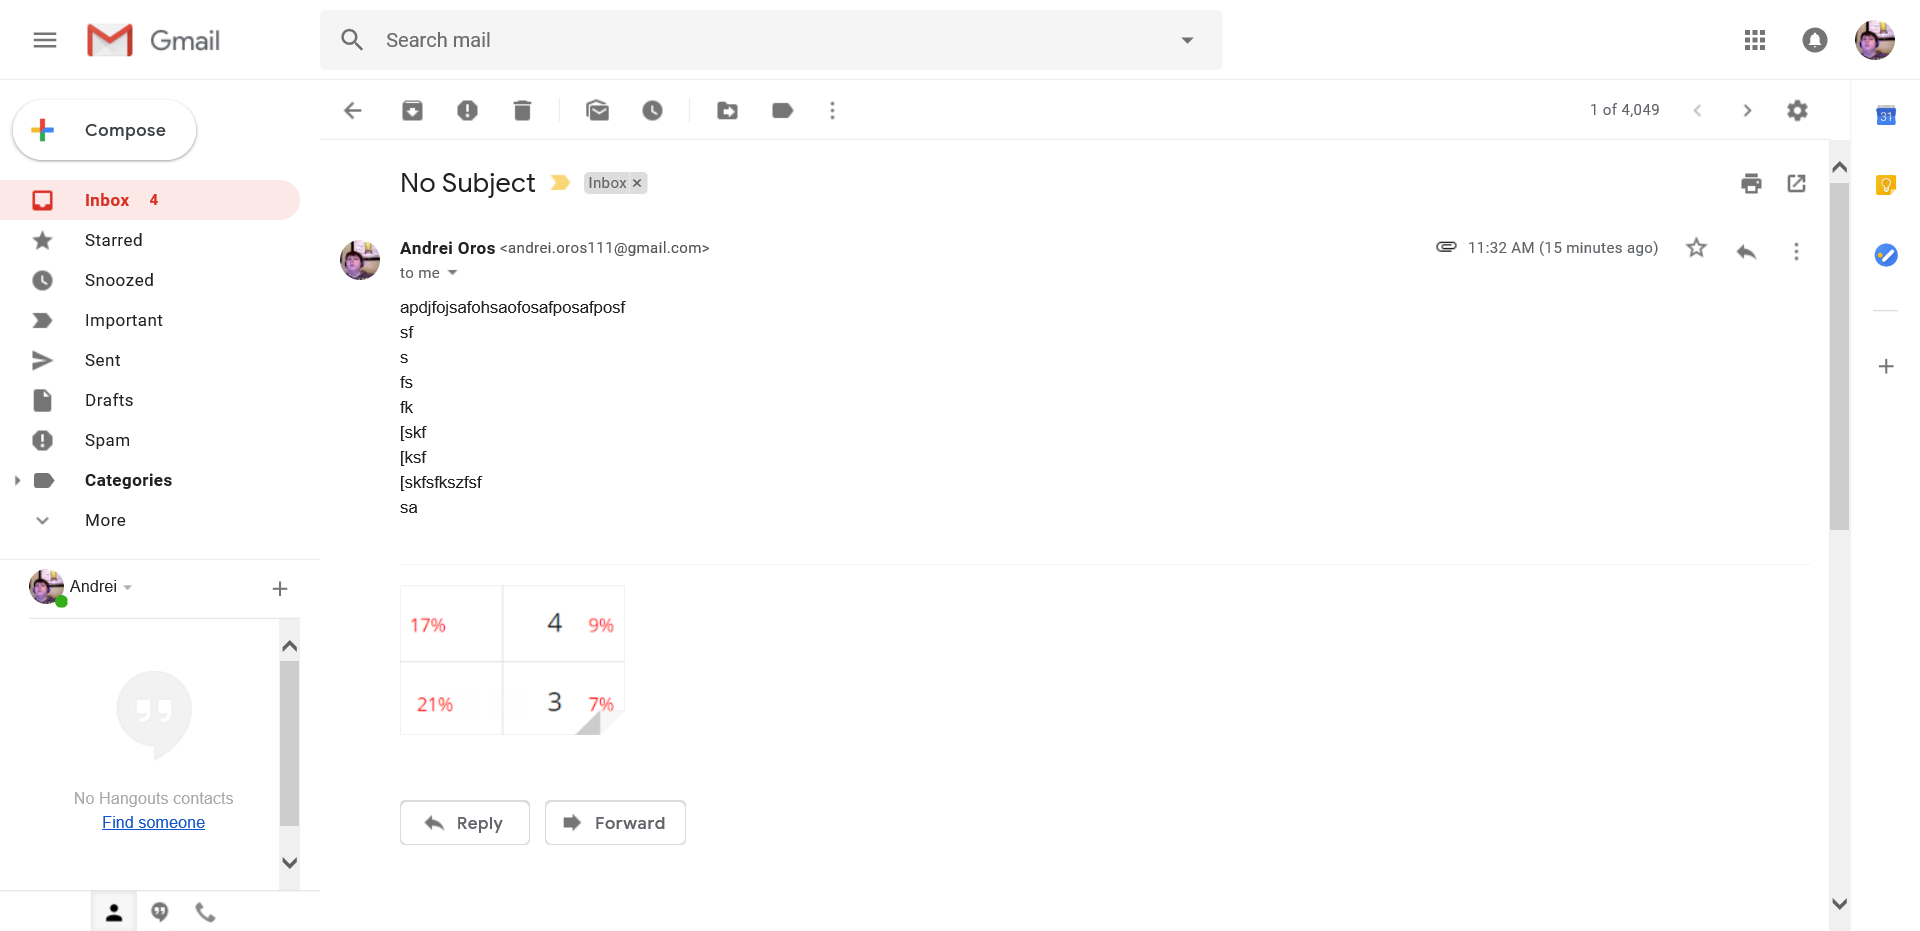 Gmail
Search mail
Compose
1 of 4,049
31
Inbox 4
Starred
Snoozed
Important
Sent
Drafts
Spam
Categories
More
No Subject
Inbox ×
Andrei Oros <andrei.oros111@gmail.com>
11:32 AM (15 minutes ago)
to me
apdjfojsafohsaofosafposafposf
sf
s
fs
fk
[skf
[ksf
[skfsfkszfsf
sa
17% 4 9%
21% 3 7%
Reply
Forward
Andrei
No Hangouts contacts
Find someone